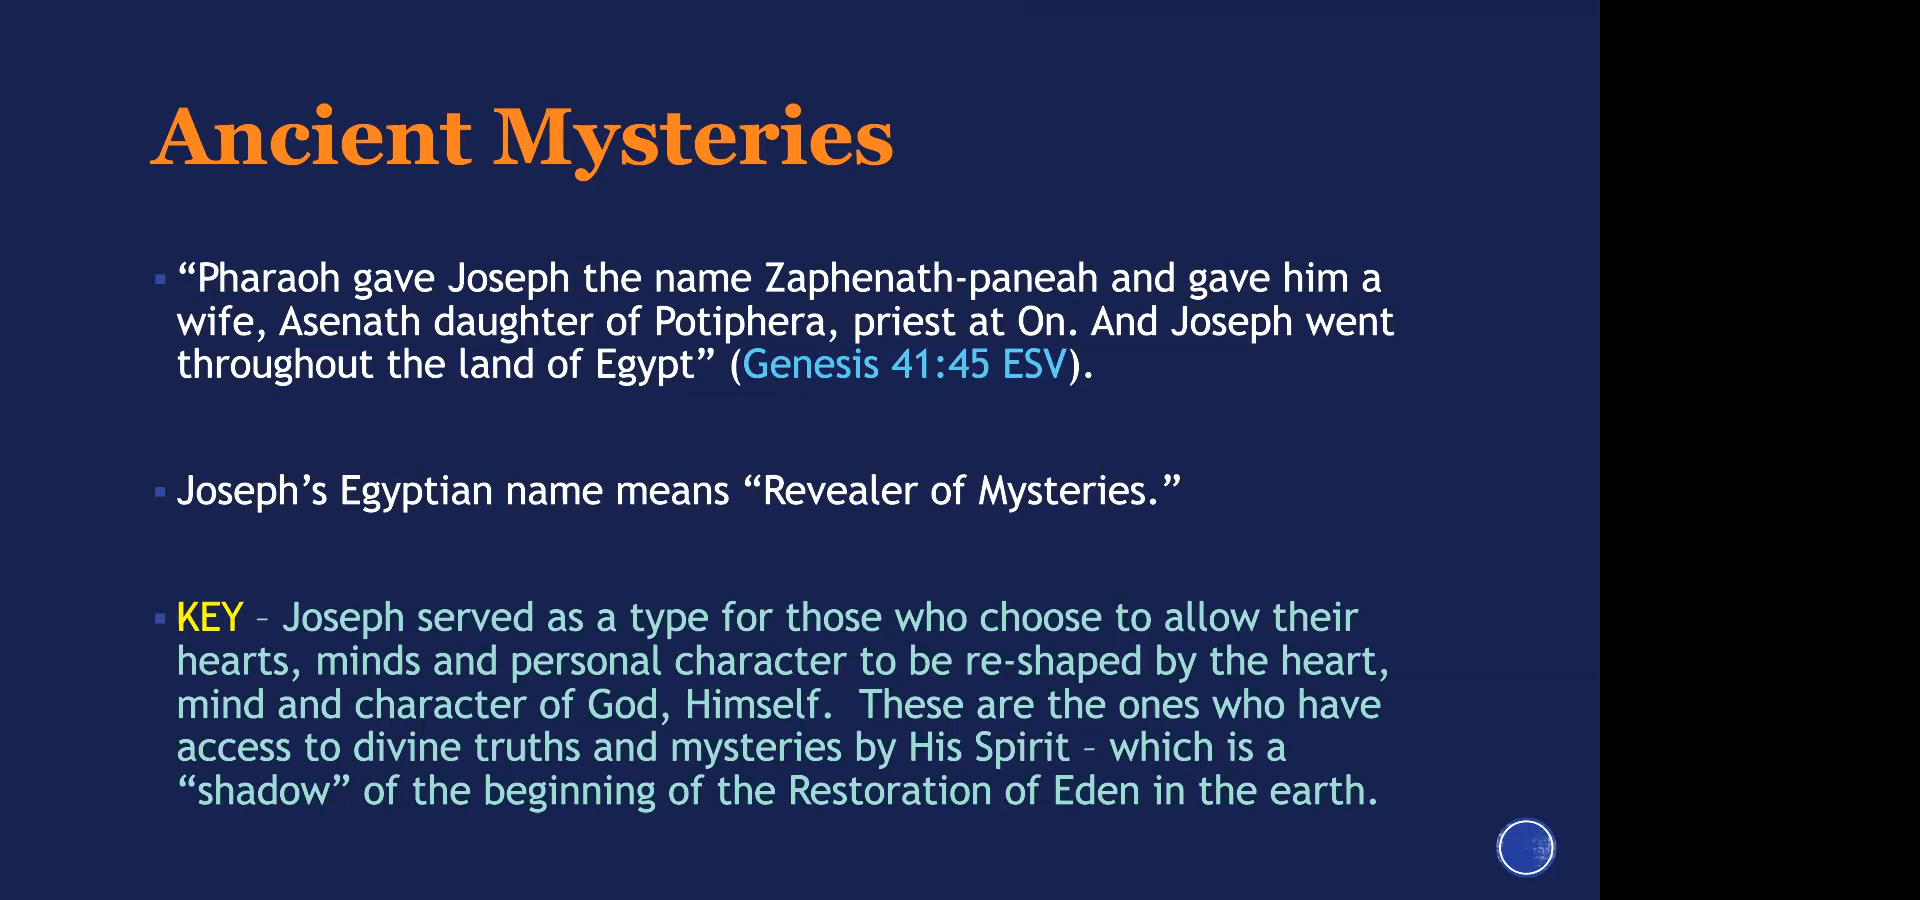 Ancient Mysteries
“Pharaoh gave Joseph the name Zaphenath-paneah and gave him a
wife, Asenath daughter of Potiphera, priest at On. And Joseph went
throughout the land of Egypt” (Genesis 41:45 ESV).
Joseph’s Egyptian name means “Revealer of Mysteries.”
KEY – Joseph served as a type for those who choose to allow their
hearts, minds and personal character to be re-shaped by the heart,
mind and character of God, Himself.  These are the ones who have
access to divine truths and mysteries by His Spirit – which is a
“shadow” of the beginning of the Restoration of Eden in the earth.